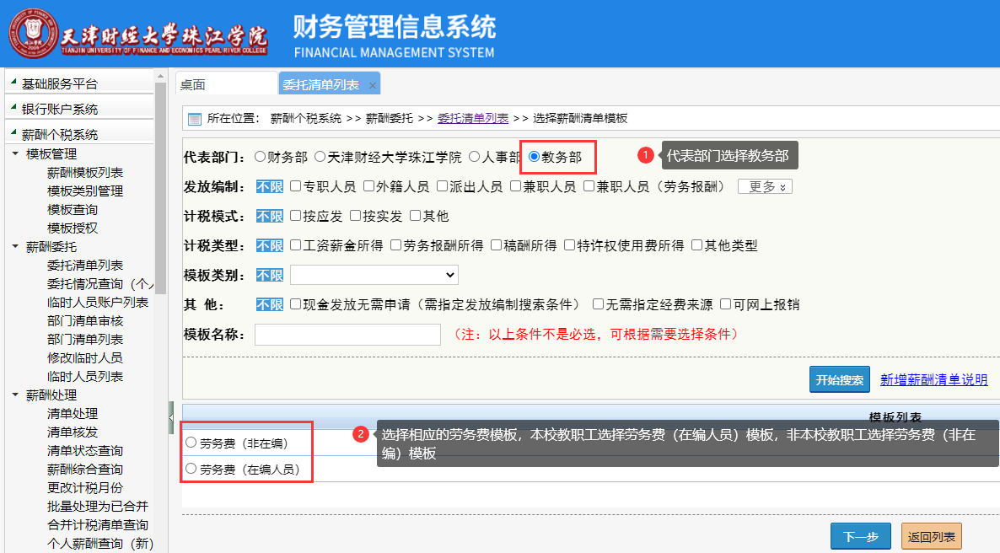 天津财经大学珠江学院
TIANJIN UNIVERSITY OF FINANCE AND ECONOMICS PEARL RIVER COLLEGE
财务管理信息系统
FINANCIAL MANAGEMENT SYSTEM
基础服务平台
银行账户系统
薪酬个税系统
模板管理
薪酬模板列表
模板类别管理
模板查询
模板授权
薪酬委托
委托清单列表
委托情况查询（个人
临时人员账户列表
部门清单审核
部门清单列表
修改临时人员
临时人员列表
薪酬处理
清单处理
清单核发
清单状态查询
薪酬综合查询
更改计税月份
批量处理为已合并
合并计税清单查询
个人薪酬查询（新）
桌面 委托清单列表 ×
所在位置： 薪酬个税系统 >> 薪酬委托 >> 委托清单列表 >> 选择薪酬清单模板
代表部门： 财务部 天津财经大学珠江学院 人事部 教务部
1 代表部门选择教务部
发放编制： 不限 专职人员 外籍人员 派出人员 兼职人员 兼职人员（劳务报酬） 更多
计税模式： 不限 按应发 按实发 其他
计税类型： 不限 工资薪金所得 劳务报酬所得 稿酬所得 特许权使用费所得 其他类型
模板类别： 不限
其 他： 不限 现金发放无需申请（需指定发放编制搜索条件） 无需指定经费来源 可网上报销
模板名称： （注：以上条件不是必选，可根据需要选择条件）
开始搜索 新增薪酬清单说明
模板列表
劳务费（非在编）
劳务费（在编人员）
2 选择相应的劳务费模板，本校教职工选择劳务费（在编人员）模板，非本校教职工选择劳务费（非在
编）模板
下一步 返回列表